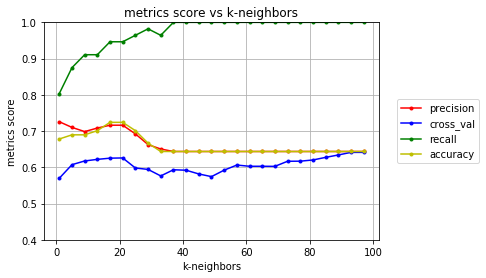 metrics score vs k-neighbors
1.0
0.9
0.8
0.7
0.6
0.5
0.4
metrics score
0
20
40
60
80
100
k-neighbors
precision
cross_val
recall
accuracy